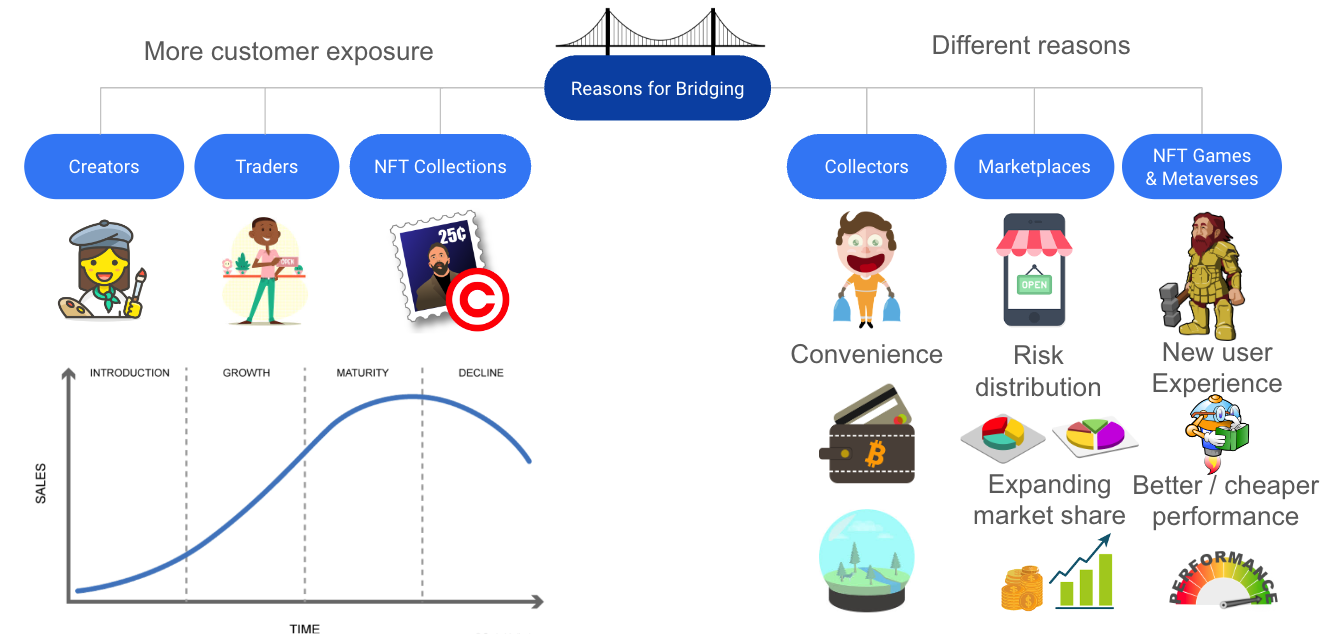 More customer exposure
Different reasons
Reasons for Bridging
Creators
Traders
NFT Collections
Collectors
Marketplaces
NFT Games
& Metaverses
25¢
OPEN
C
OPEN
Convenience
Risk
distribution
New user
Experience
Expanding
market share
Better / cheaper
performance
PERFORMANCE
INTRODUCTION
GROWTH
MATURITY
DECLINE
SALES
TIME